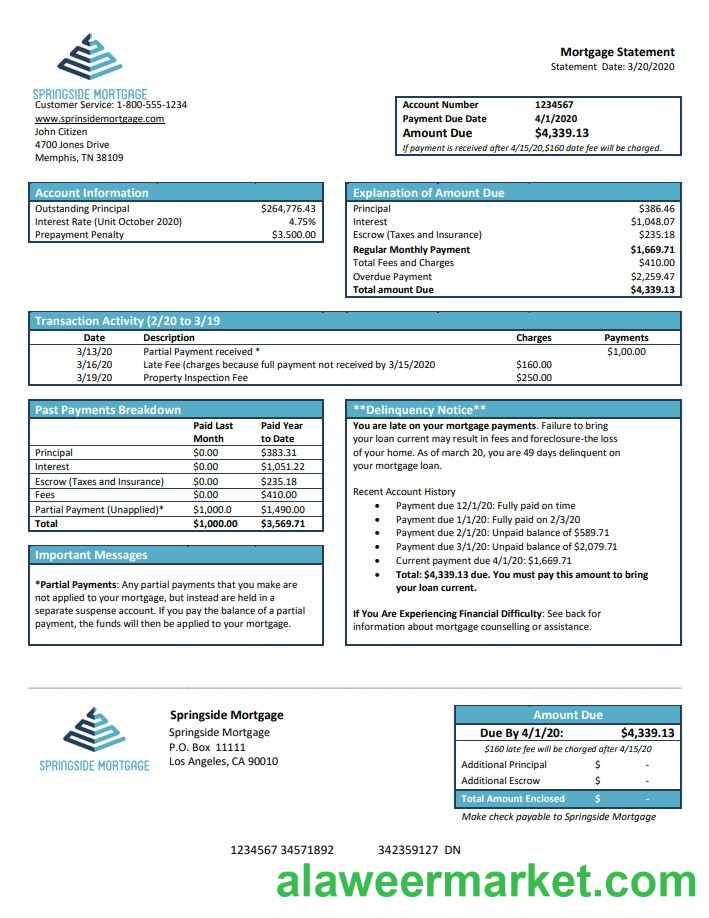 Mortgage Statement
Statement Date: 3/20/2020
SPRINGSIDE MORTGAGE
Customer Service: 1-800-555-1234
www.sprinsidemortgage.com
John Citizen
4700 Jones Drive
Memphis, TN 38109
Account Number 1234567
Payment Due Date 4/1/2020
Amount Due $4,339.13
If payment is received after 4/15/20,$160 date fee will be charged.
Account Information
Outstanding Principal $264,776.43
Interest Rate (Unit October 2020) 4.75%
Prepayment Penalty $3.500.00
Explanation of Amount Due
Principal $386.46
Interest $1,048.07
Escrow (Taxes and Insurance) $235.18
Regular Monthly Payment $1,669.71
Total Fees and Charges $410.00
Overdue Payment $2,259.47
Total amount Due $4,339.13
Transaction Activity (2/20 to 3/19
Date Description Charges Payments
3/13/20 Partial Payment received * $1,00.00
3/16/20 Late Fee (charges because full payment not received by 3/15/2020 $160.00
3/19/20 Property Inspection Fee $250.00
Past Payments Breakdown
Paid Last Month Paid Year to Date
Principal $0.00 $383.31
Interest $0.00 $1,051.22
Escrow (Taxes and Insurance) $0.00 $235.18
Fees $0.00 $410.00
Partial Payment (Unapplied)* $1,000.0 $1,490.00
Total $1,000.00 $3,569.71
Important Messages
*Partial Payments: Any partial payments that you make are
not applied to your mortgage, but instead are held in a
separate suspense account. If you pay the balance of a partial
payment, the funds will then be applied to your mortgage.
**Delinquency Notice**
You are late on your mortgage payments. Failure to bring
your loan current may result in fees and foreclosure-the loss
of your home. As of march 20, you are 49 days delinquent on
your mortgage loan.
Recent Account History
• Payment due 12/1/20: Fully paid on time
• Payment due 1/1/20: Fully paid on 2/3/20
• Payment due 2/1/20: Unpaid balance of $589.71
• Payment due 3/1/20: Unpaid balance of $2,079.71
• Current payment due 4/1/20: $1,669.71
• Total: $4,339.13 due. You must pay this amount to bring
your loan current.
If You Are Experiencing Financial Difficulty: See back for
information about mortgage counselling or assistance.
SPRINGSIDE MORTGAGE
Springside Mortgage
Springside Mortgage
P.O. Box 11111
Los Angeles, CA 90010
Amount Due
Due By 4/1/20: $4,339.13
$160 late fee will be charged after 4/15/20
Additional Principal $ -
Additional Escrow $ -
Total Amount Enclosed $ -
Make check payable to Springside Mortgage
1234567 34571892 342359127 DN
alaweermarket.com